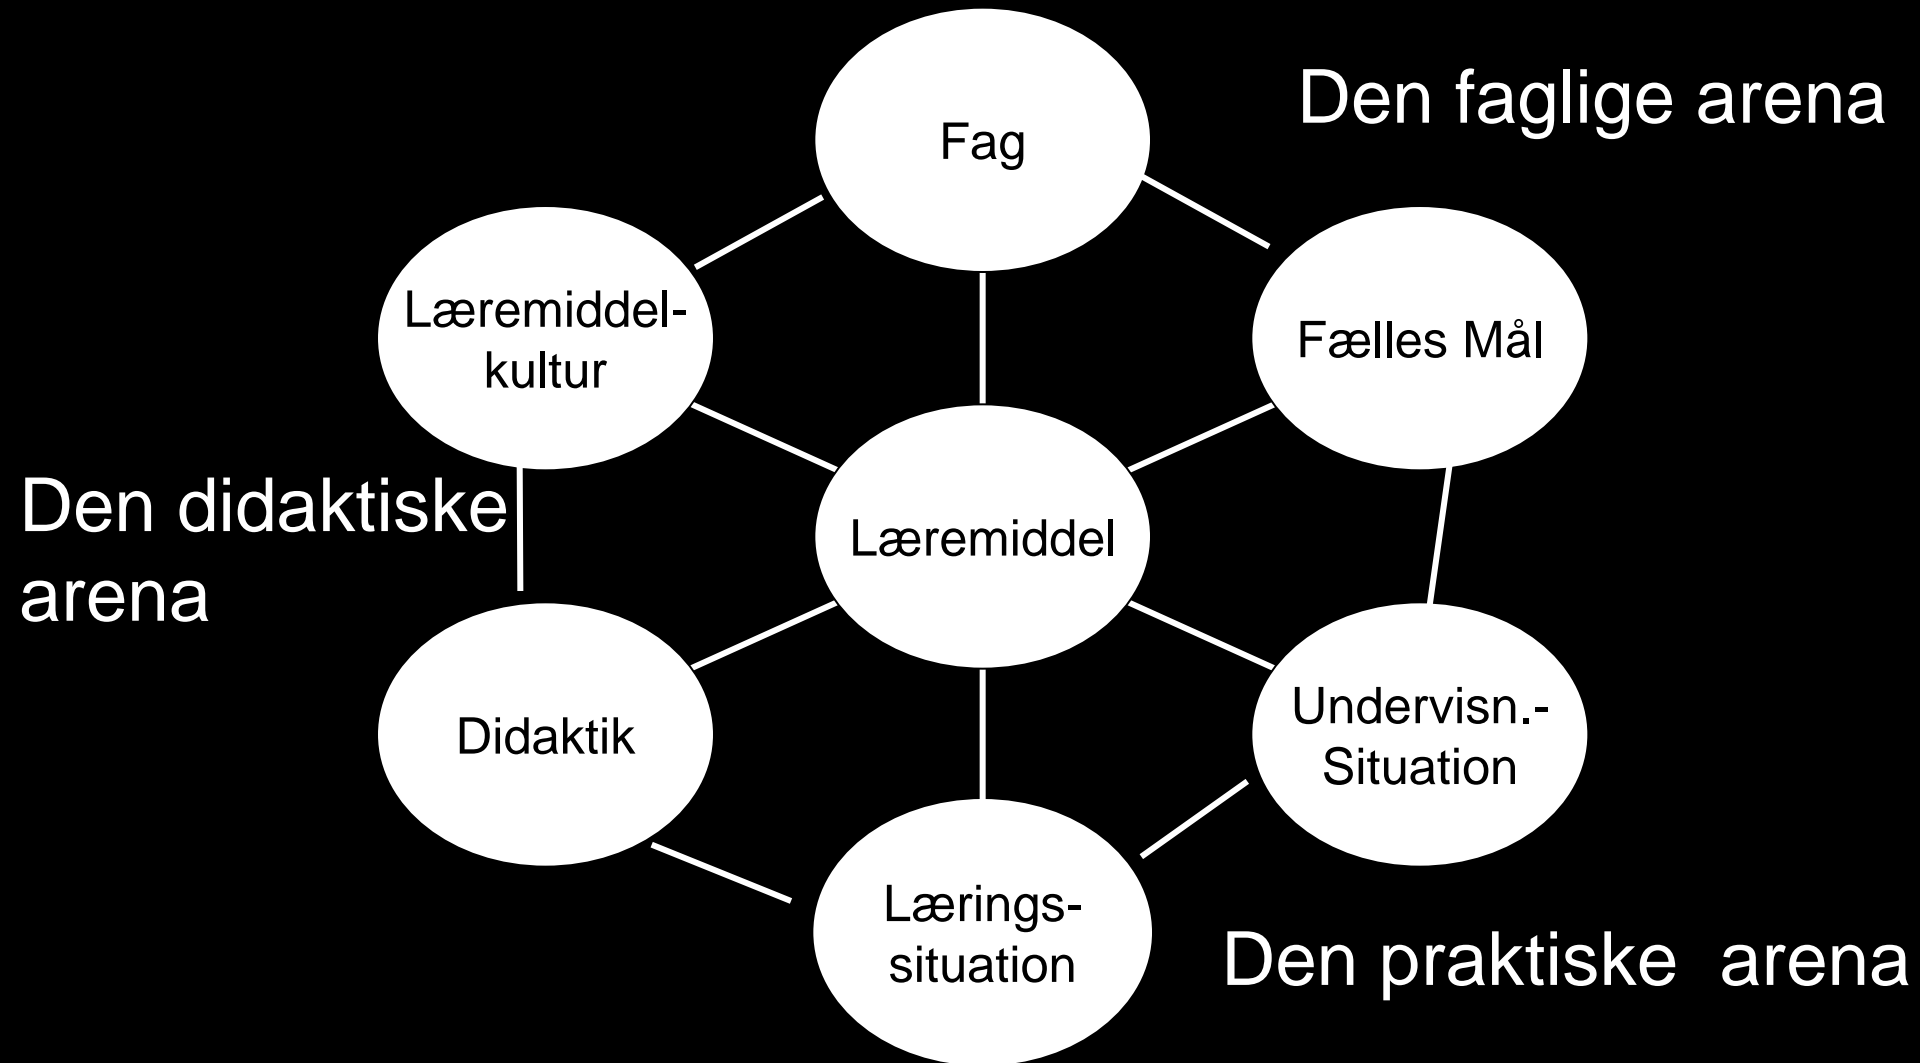 Fag
Den faglige arena
Læremiddel-
kultur
Fælles Mål
Den didaktiske
arena
Læremiddel
Didaktik
Undervisn.-
Situation
Lærings-
situation
Den praktiske  arena